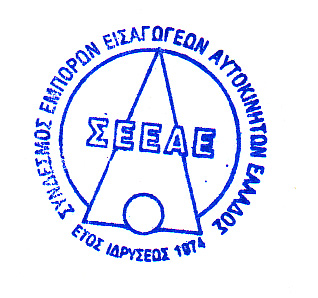 ΣΥΝΔΕΣΜΟΣ ΕΜΠΟΡΩΝ ΕΙΣΑΓΩΓΕΩΝ ΑΥΤΟΚΙΝΗΤΩΝ ΕΛΛΑΔΟΣ
ΣΕΕΑΕ
ΕΤΟΣ ΙΔΡΥΣΕΩΣ 1974